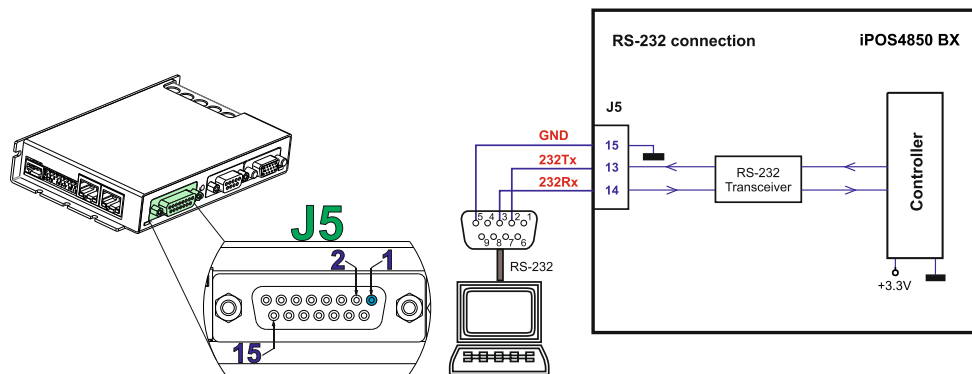 RS-232 connection
iPOS4850 BX
J5
GND
15
232Tx
13
232Rx
14
RS-232
Transceiver
Controller
+3.3V
5 4 3 2 1
9 8 7 6
RS-232
J5
2
1
15